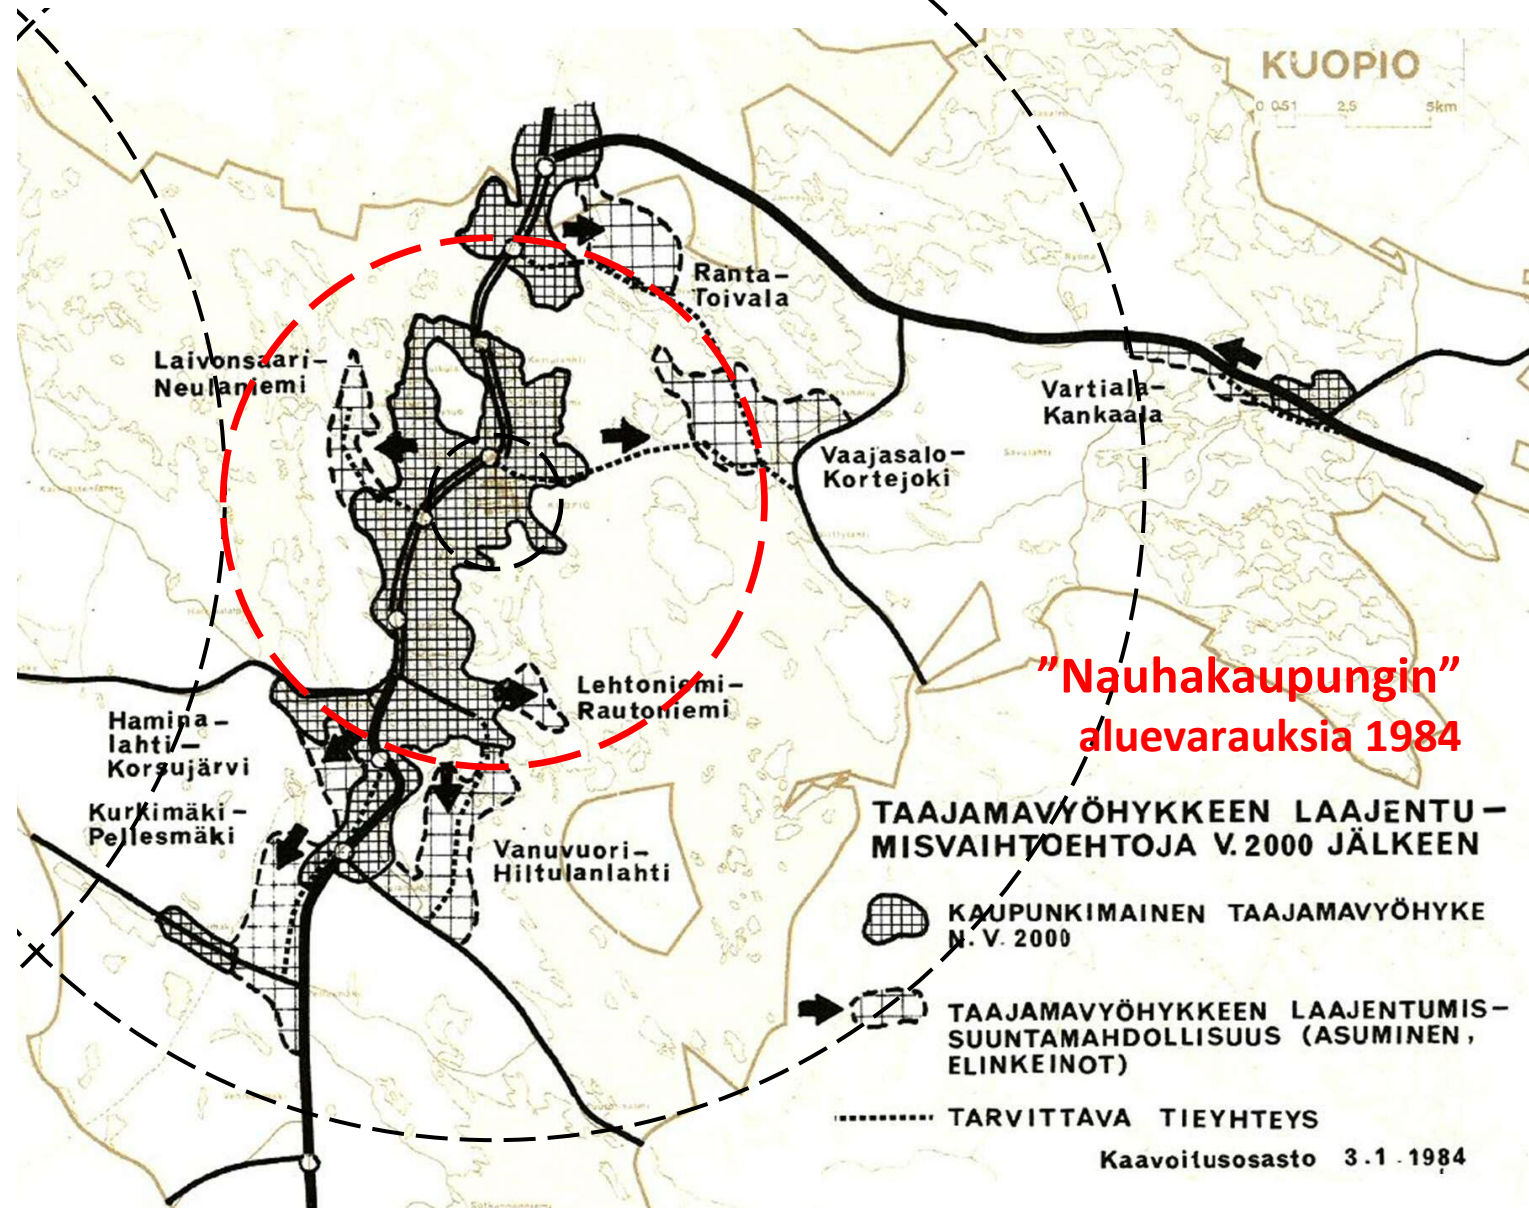 KUOPIO
0 0.5 1 2,5 5km
Ranta-
Toivala
Laivonsaari-
Neulaniemi
Vartiala-
Kankaala
Vaajasalo-
Kortejoki
Lehtoniemi-
Rautoniemi
"Nauhakaupungin"
aluevarauksia 1984
Hamina-
lahti-
Korsujärvi
Kurkimäki-
Pellesmäki
Vanuvuori-
Hiltulanlahti
TAAJAMAVYÖHYKKEEN LAAJENTU-
MISVAIHTOEHTOJA V. 2000 JÄLKEEN
KAUPUNKIMAINEN TAAJAMAVYÖHYKE
N. V. 2000
TAAJAMAVYÖHYKKEEN LAAJENTUMIS-
SUUNTAMAHDOLLISUUS (ASUMINEN,
ELINKEINOT)
TARVITTAVA TIEYHTEYS
Kaavoitusosasto 3.1.1984